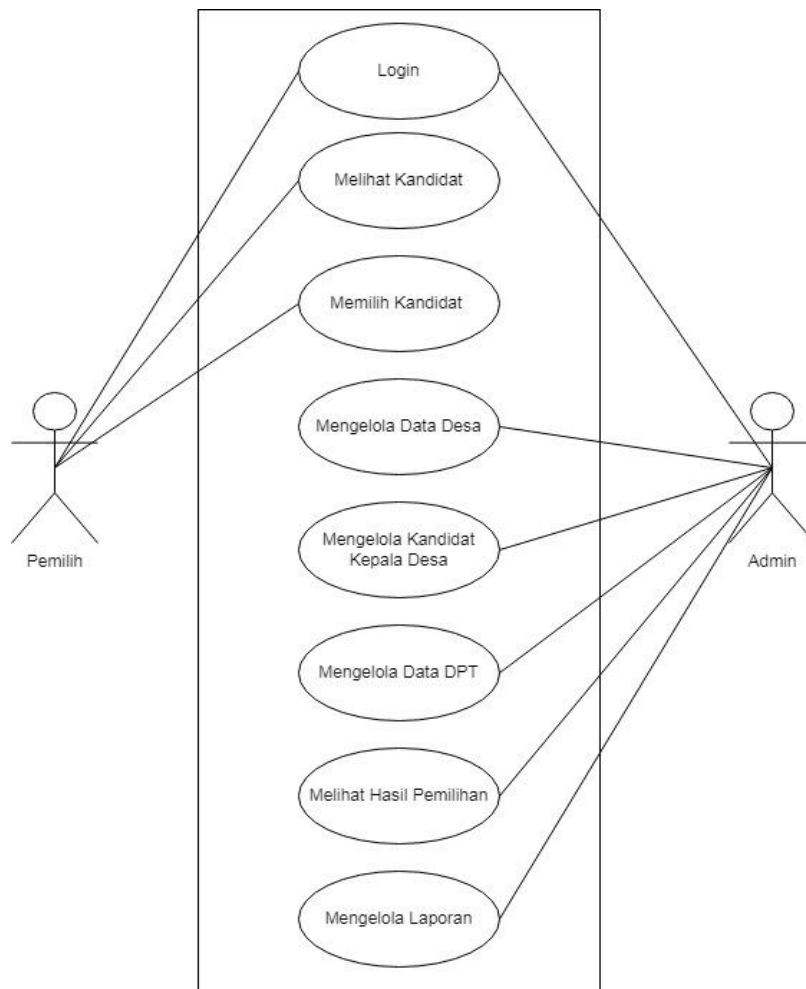 Login
Melihat Kandidat
Memilih Kandidat
Mengelola Data Desa
Mengelola Kandidat
Kepala Desa
Pemilih
Admin
Mengelola Data DPT
Melihat Hasil Pemilihan
Mengelola Laporan